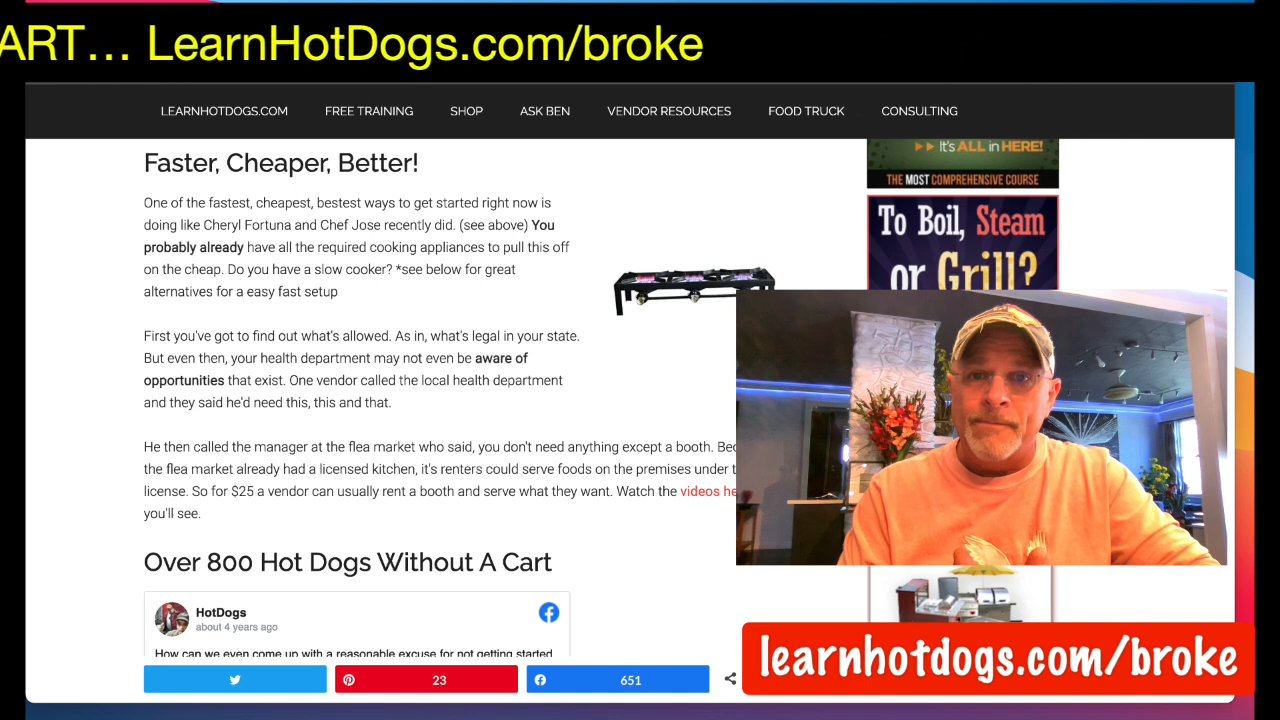 ART... LearnHotDogs.com/broke
LEARNHOTDOGS.COM FREE TRAINING SHOP ASK BEN VENDOR RESOURCES FOOD TRUCK CONSULTING
Faster, Cheaper, Better!
One of the fastest, cheapest, bestest ways to get started right now is
doing like Cheryl Fortuna and Chef Jose recently did. (see above) You
probably already have all the required cooking appliances to pull this off
on the cheap. Do you have a slow cooker? *see below for great
alternatives for a easy fast setup
First you've got to find out what's allowed. As in, what's legal in your state.
But even then, your health department may not even be aware of
opportunities that exist. One vendor called the local health department
and they said he'd need this, this and that.
He then called the manager at the flea market who said, you don't need anything except a booth. Bec
the flea market already had a licensed kitchen, it's renters could serve foods on the premises under t
license. So for $25 a vendor can usually rent a booth and serve what they want. Watch the videos he
you'll see.
Over 800 Hot Dogs Without A Cart
HotDogs
about 4 years ago
How can we even come up with a reasonable excuse for not getting started
23
651
it's ALL in HERE!
THE MOST COMPREHENSIVE COURSE
To Boil, Steam
or Grill?
learnhotdogs.com/broke